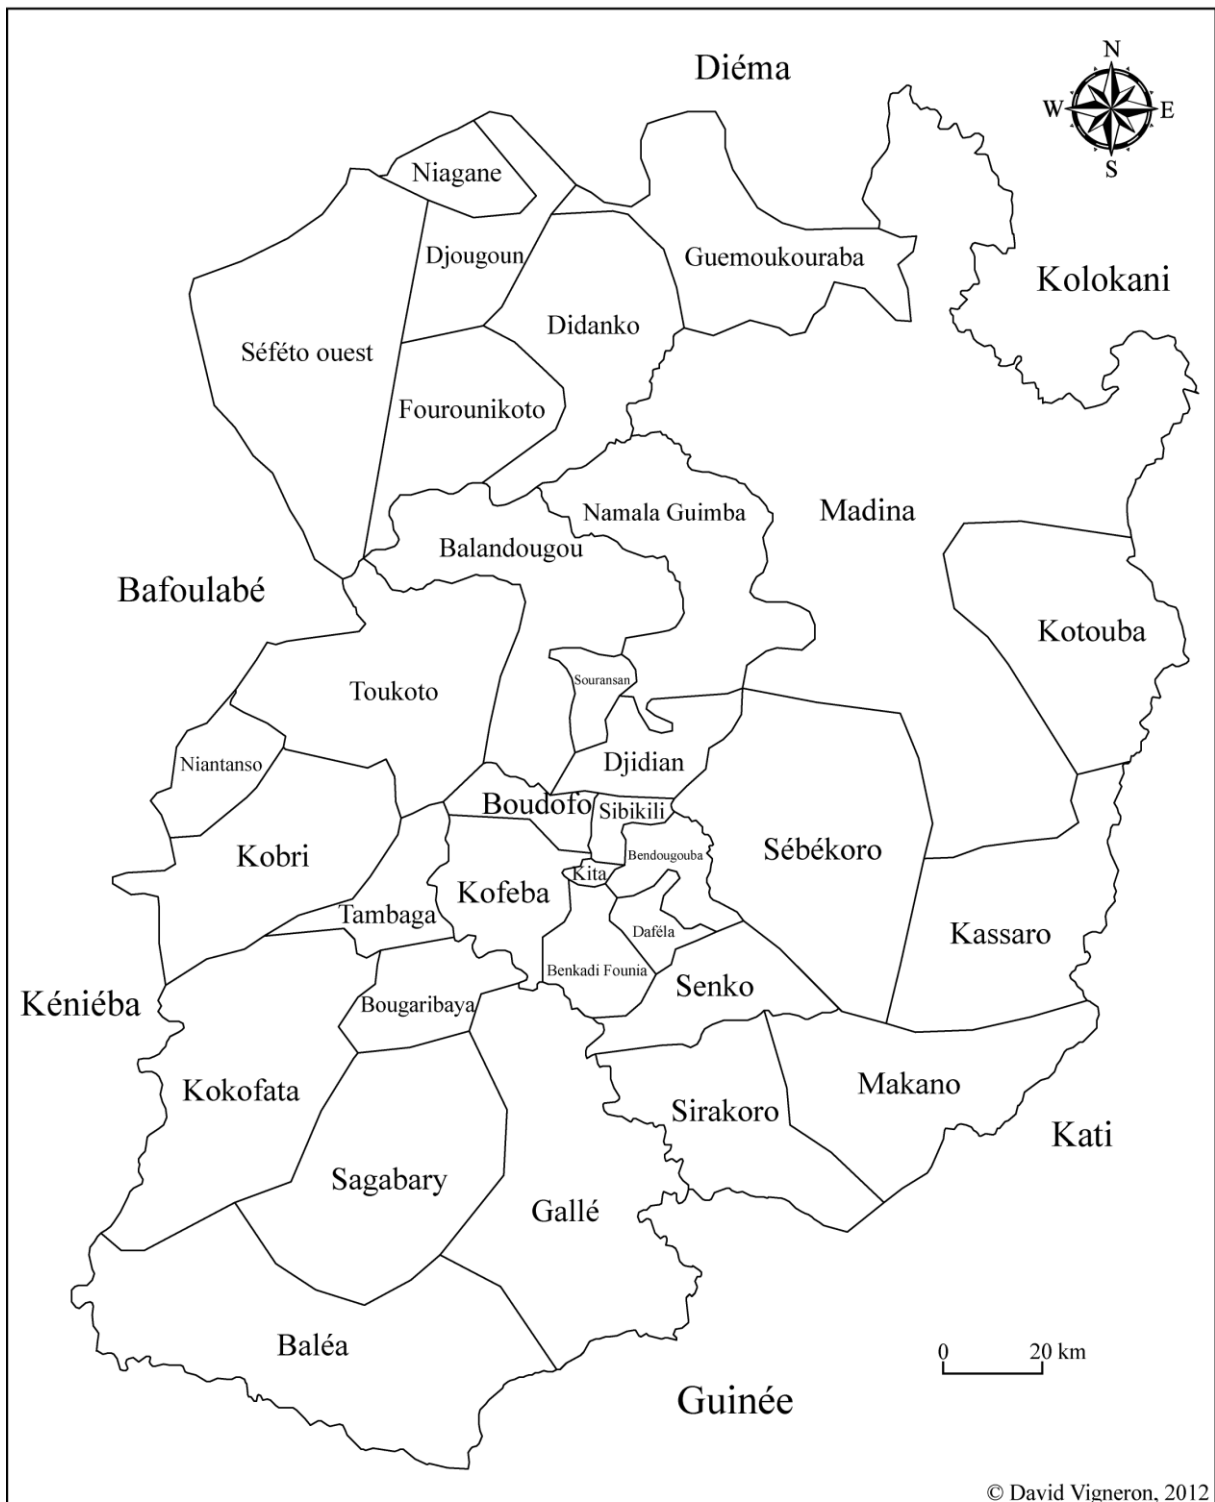 Diéma
N
W
E
S
Niagane
Djougoun
Guemoukouraba
Kolokani
Didanko
Séféto ouest
Fourounikoto
Namala Guimba
Madina
Balandougou
Bafoulabé
Kotouba
Souransan
Toukoto
Niantanso
Djidian
Boudofo
Sibikili
Kobri
Bendougouba
Sébékoro
Kita
Kofeba
Tambaga
Daféla
Kassaro
Benkadi Founia
Senko
Kéniéba
Bougaribaya
Kokofata
Makano
Sirakoro
Kati
Sagabary
Gallé
Baléa
0 20 km
Guinée
© David Vigneron, 2012